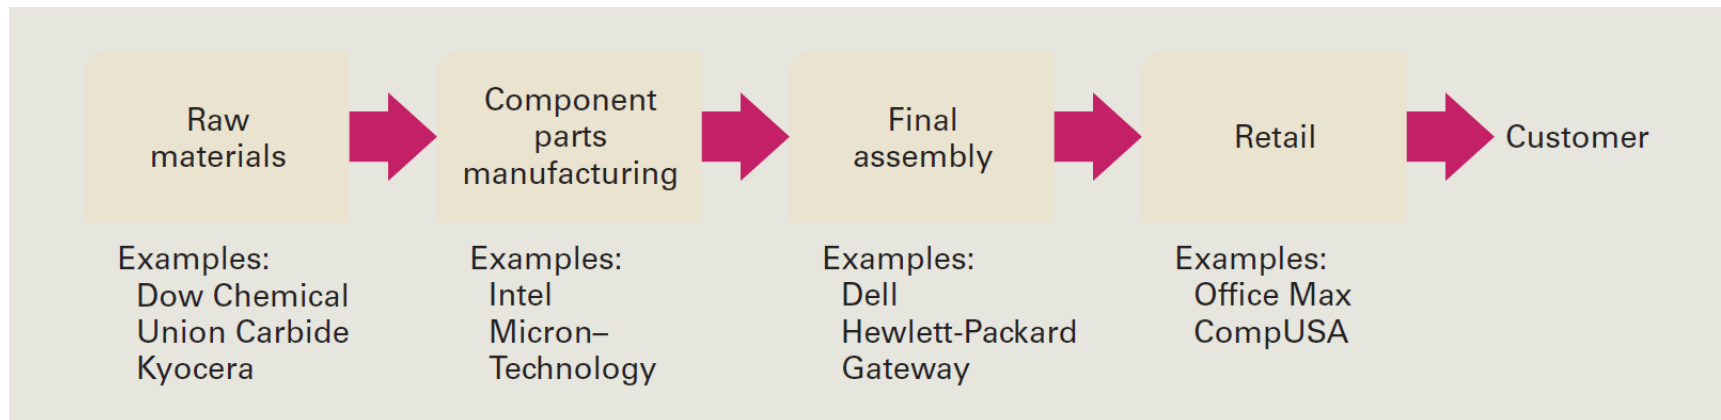 Raw
materials
Component
parts
manufacturing
Final
assembly
Retail
Customer
Examples:
Dow Chemical
Union Carbide
Kyocera
Examples:
Intel
Micron–
Technology
Examples:
Dell
Hewlett-Packard
Gateway
Examples:
Office Max
CompUSA